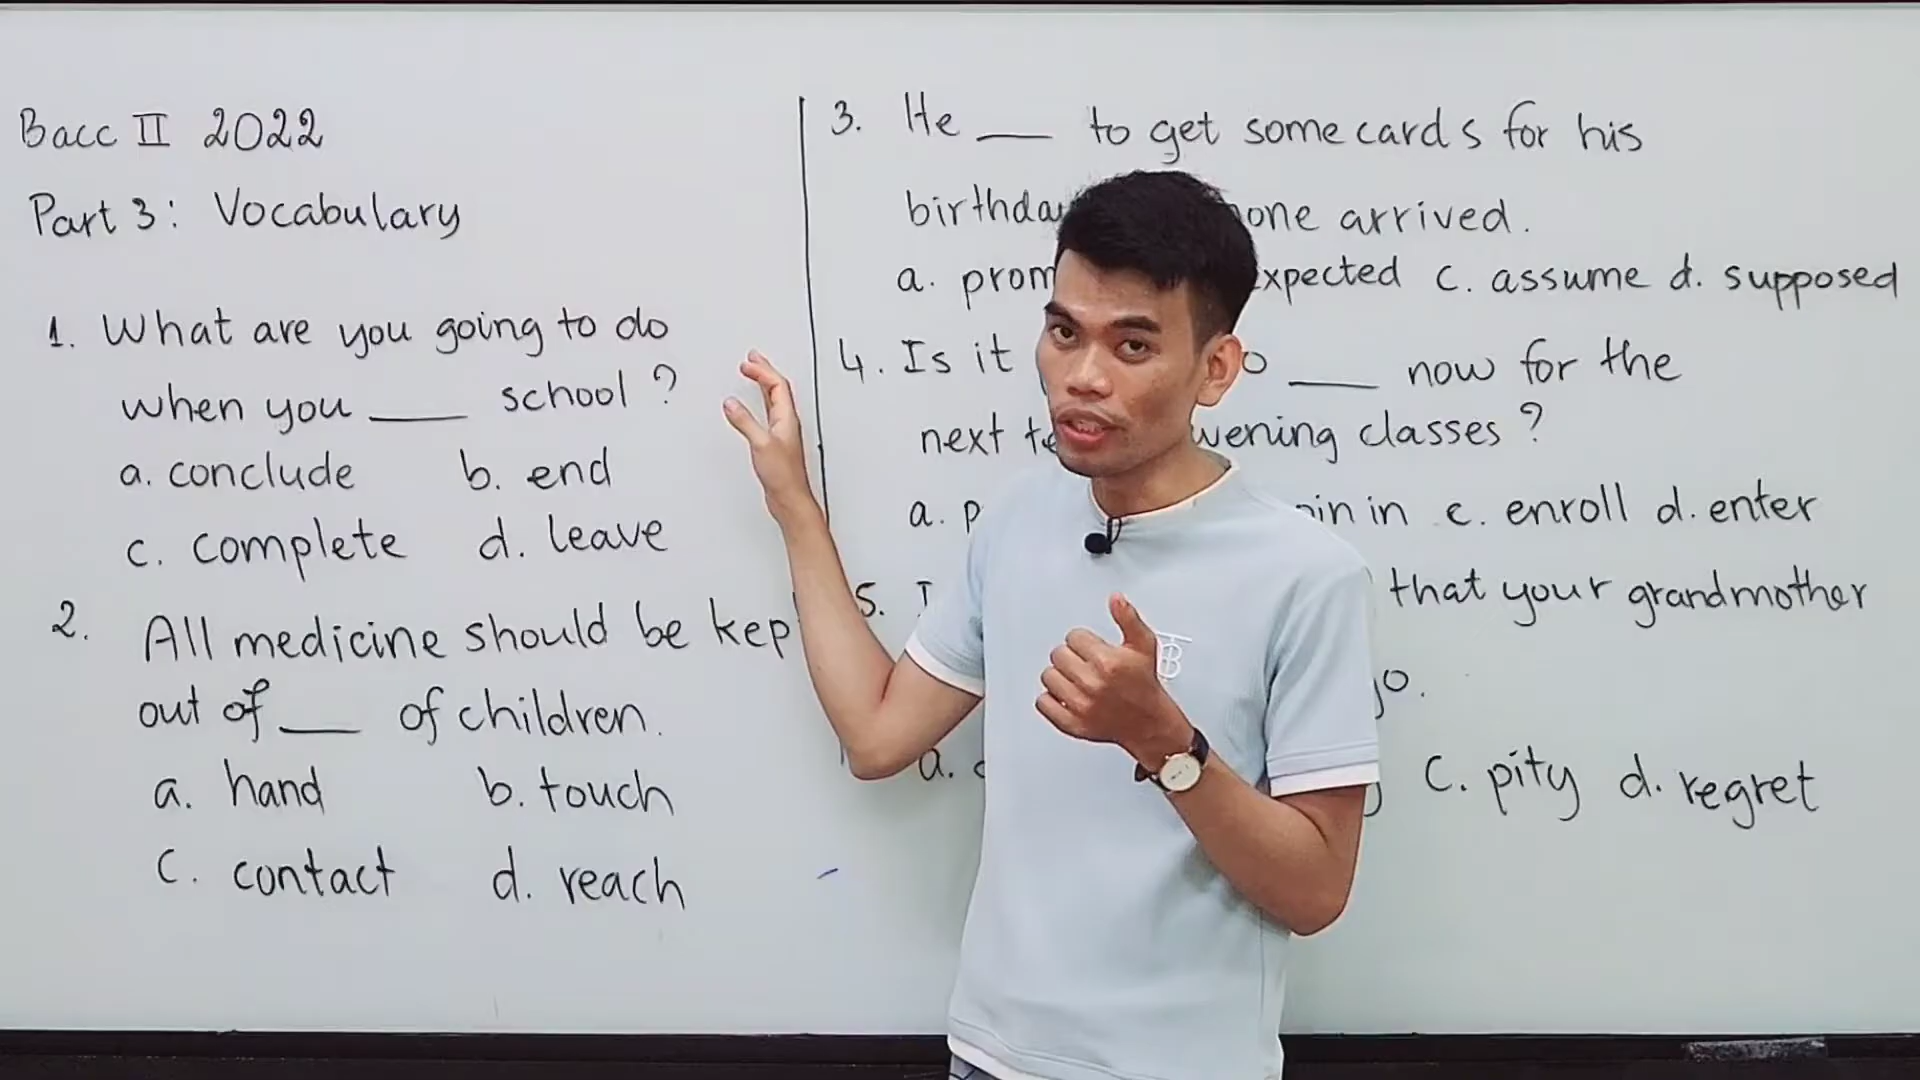 Bacc II 2022
Part 3: Vocabulary
1. What are you going to do
when you ___ school?
a. conclude b. end
c. complete d. leave
2. All medicine should be kep
out of ___ of children.
a. hand b. touch
c. contact d. reach
3. He ___ to get some cards for his
birthday one arrived.
a. prom xpected c. assume d. supposed
4. Is it o ___ now for the
next te vening classes?
a. p oin in c. enroll d. enter
5. I that your grandmother
go.
a. c. pity d. regret